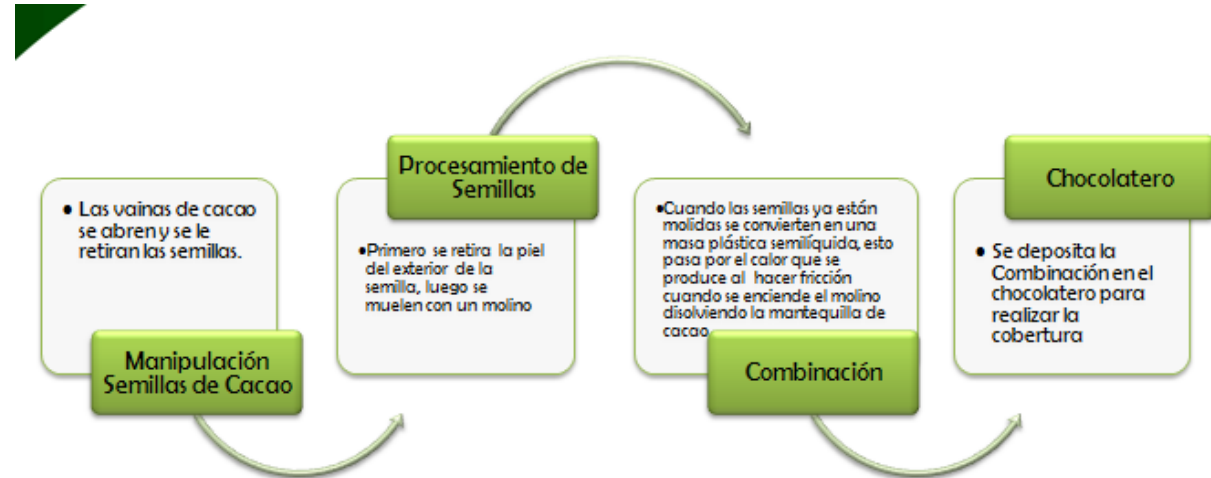 • Las vainas de cacao
se abren y se le
retiran las semillas.
Manipulación
Semillas de Cacao
Procesamiento de
Semillas
•Primero se retira la piel
del exterior de la
semilla, luego se
muelen con un molino
•Cuando las semillas ya están
molidas se convierten en una
masa plástica semilíquida, esto
pasa por el calor que se
produce al hacer fricción
cuando se enciende el molino
disolviendo la mantequilla de
cacao
Combinación
Chocolatero
• Se deposita la
Combinación en el
chocolatero para
realizar la
cobertura